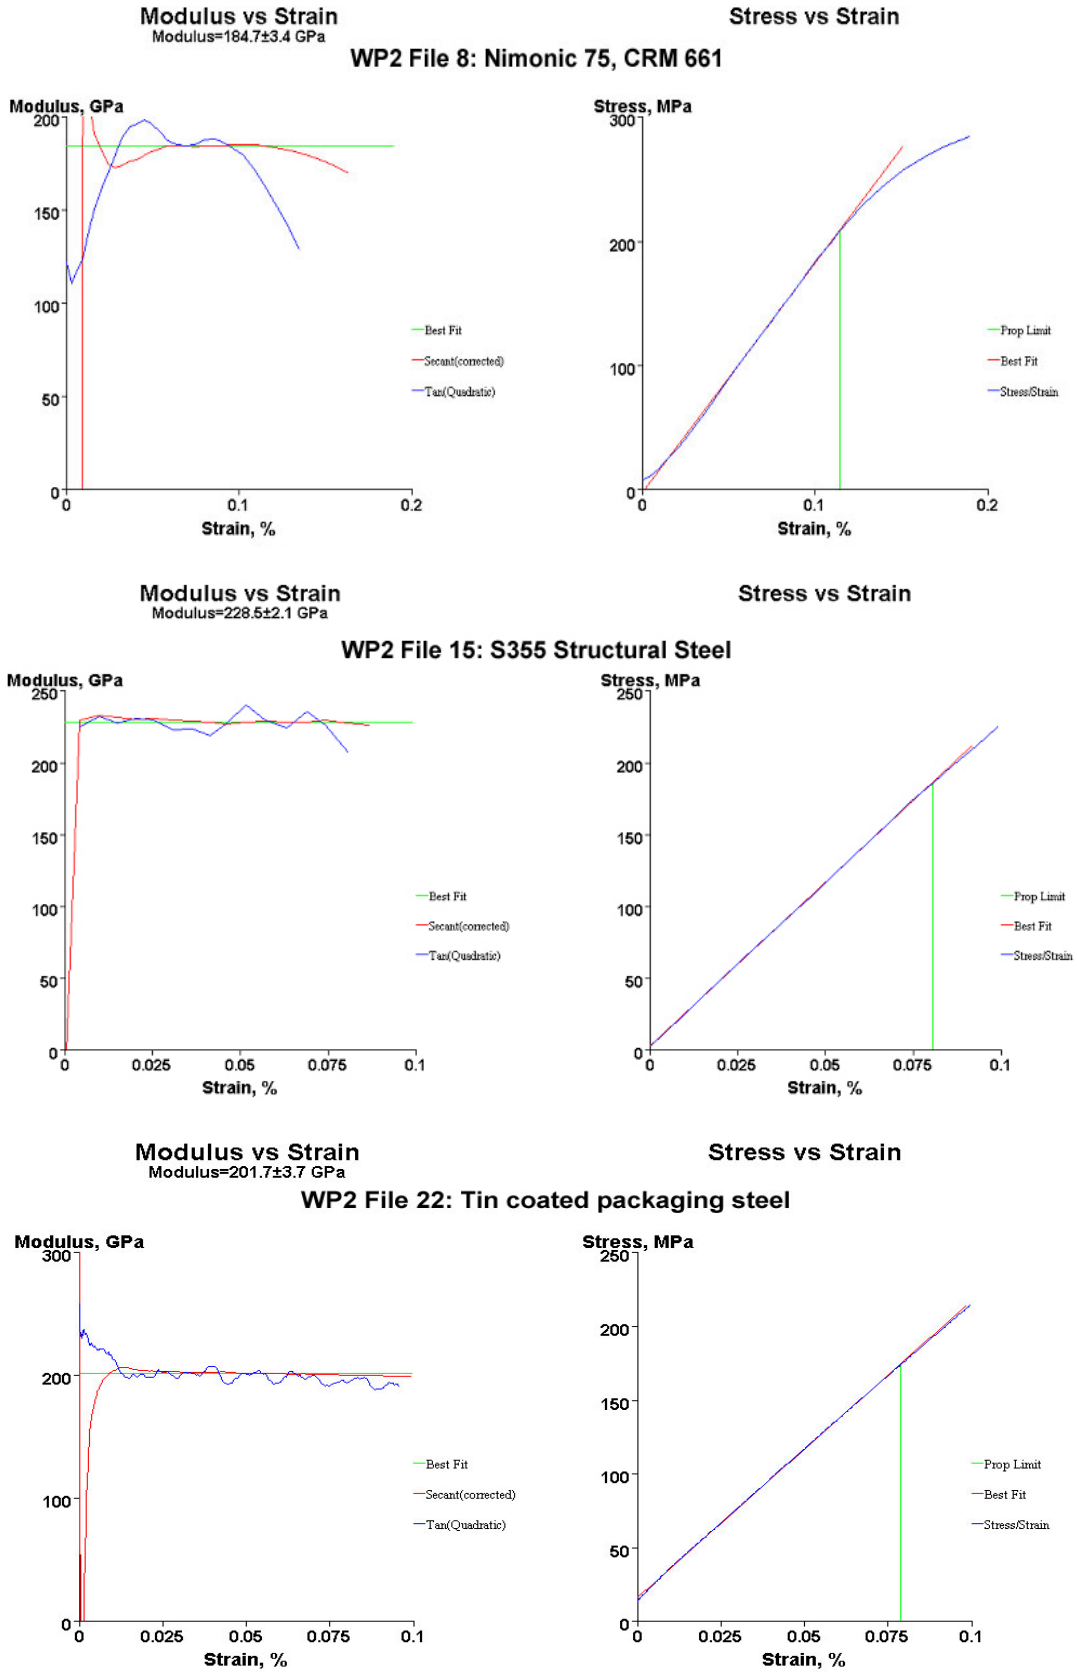 Modulus vs Strain
Modulus=184.7±3.4 GPa
Stress vs Strain
WP2 File 8: Nimonic 75, CRM 661
Modulus, GPa
200
150
100
50
0
0
0.1
0.2
Strain, %
Best Fit
Secant(corrected)
Tan(Quadratic)
Stress, MPa
300
200
100
0
0
0.1
0.2
Strain, %
Prop Limit
Best Fit
Stress/Strain
Modulus vs Strain
Modulus=228.5±2.1 GPa
Stress vs Strain
WP2 File 15: S355 Structural Steel
Modulus, GPa
250
200
150
100
50
0
0
0.025
0.05
0.075
0.1
Strain, %
Best Fit
Secant(corrected)
Tan(Quadratic)
Stress, MPa
250
200
150
100
50
0
0
0.025
0.05
0.075
0.1
Strain, %
Prop Limit
Best Fit
Stress/Strain
Modulus vs Strain
Modulus=201.7±3.7 GPa
Stress vs Strain
WP2 File 22: Tin coated packaging steel
Modulus, GPa
300
200
100
0
0
0.025
0.05
0.075
0.1
Strain, %
Best Fit
Secant(corrected)
Tan(Quadratic)
Stress, MPa
250
200
150
100
50
0
0
0.025
0.05
0.075
0.1
Strain, %
Prop Limit
Best Fit
Stress/Strain